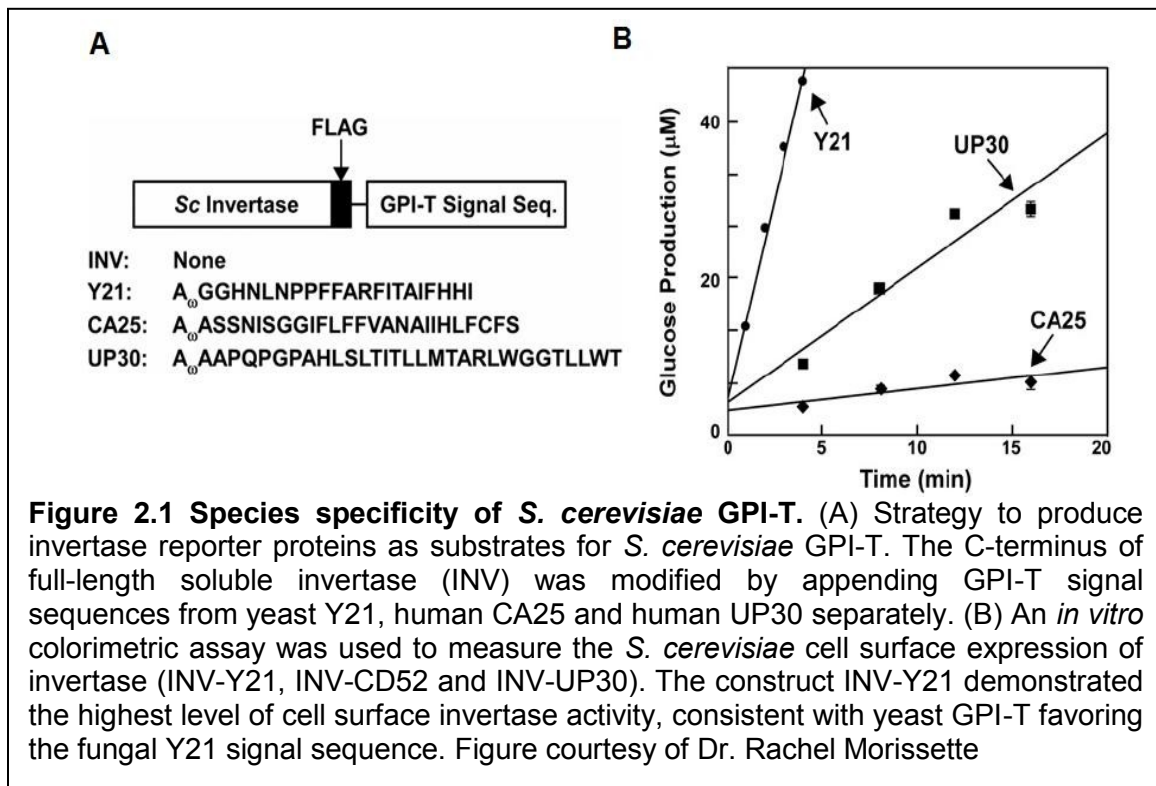 A
FLAG
Sc Invertase
GPI-T Signal Seq.
INV: None
Y21: AωGGHNLNPPFFARFITAIFHHI
CA25: AωASSNISGGIFLFFVANAIIHLFCFS
UP30: AωAAPQPGPAHLSLTITLLMTARLWGGTLLWT
B
Glucose Production (μM)
40
20
0
Y21
UP30
CA25
0 5 10 15 20
Time (min)
Figure 2.1 Species specificity of S. cerevisiae GPI-T. (A) Strategy to produce
invertase reporter proteins as substrates for S. cerevisiae GPI-T. The C-terminus of
full-length soluble invertase (INV) was modified by appending GPI-T signal
sequences from yeast Y21, human CA25 and human UP30 separately. (B) An in vitro
colorimetric assay was used to measure the S. cerevisiae cell surface expression of
invertase (INV-Y21, INV-CD52 and INV-UP30). The construct INV-Y21 demonstrated
the highest level of cell surface invertase activity, consistent with yeast GPI-T favoring
the fungal Y21 signal sequence. Figure courtesy of Dr. Rachel Morissette